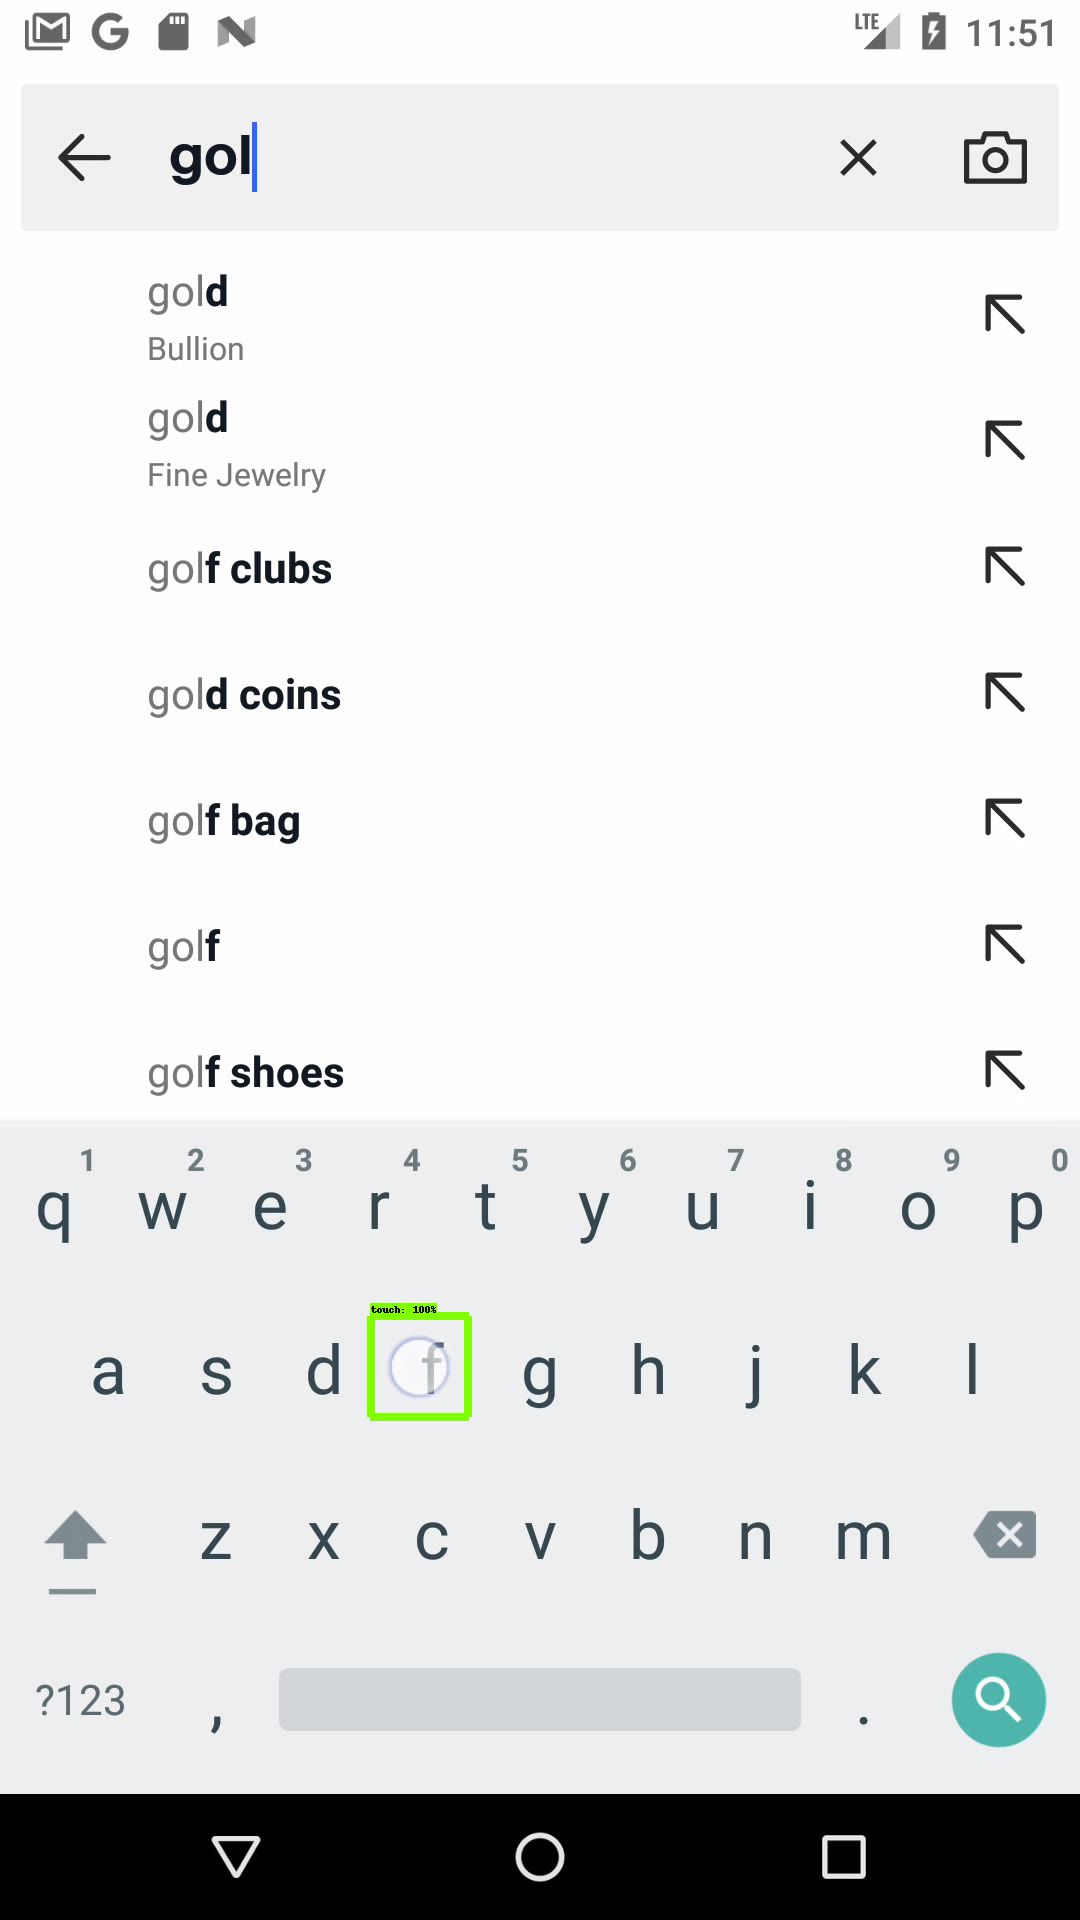 LTE 11:51
gol
gold
Bullion
gold
Fine Jewelry
golf clubs
gold coins
golf bag
golf
golf shoes
1 2 3 4 5 6 7 8 9 0
q w e r t y u i o p
touch: 100%
a s d f g h j k l
z x c v b n m
?123 , .